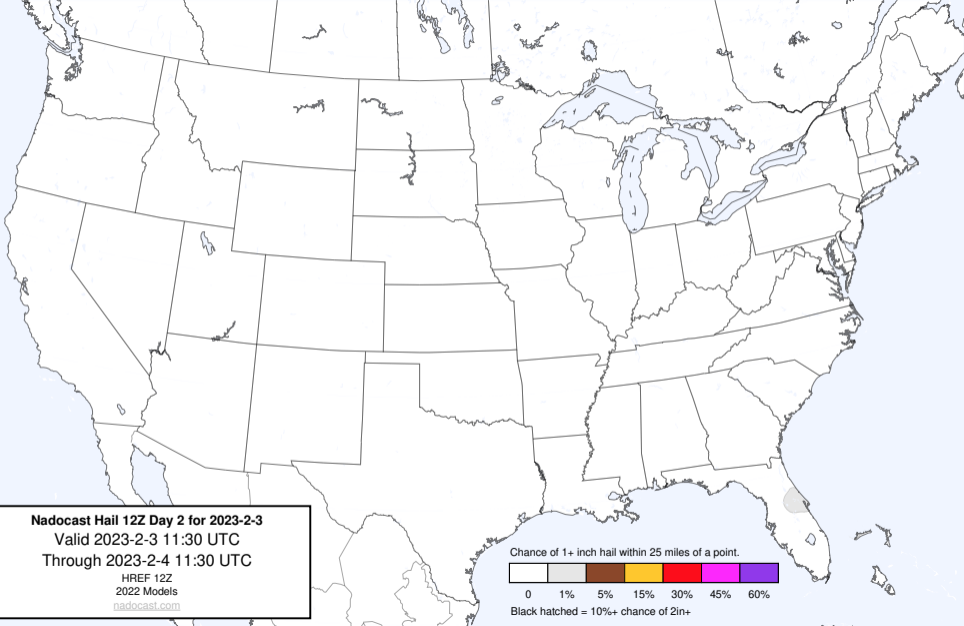 Nadocast Hail 12Z Day 2 for 2023-2-3
Valid 2023-2-3 11:30 UTC
Through 2023-2-4 11:30 UTC
HREF 12Z
2022 Models
nadocast.com
Chance of 1+ inch hail within 25 miles of a point.
0 1% 5% 15% 30% 45% 60%
Black hatched = 10%+ chance of 2in+